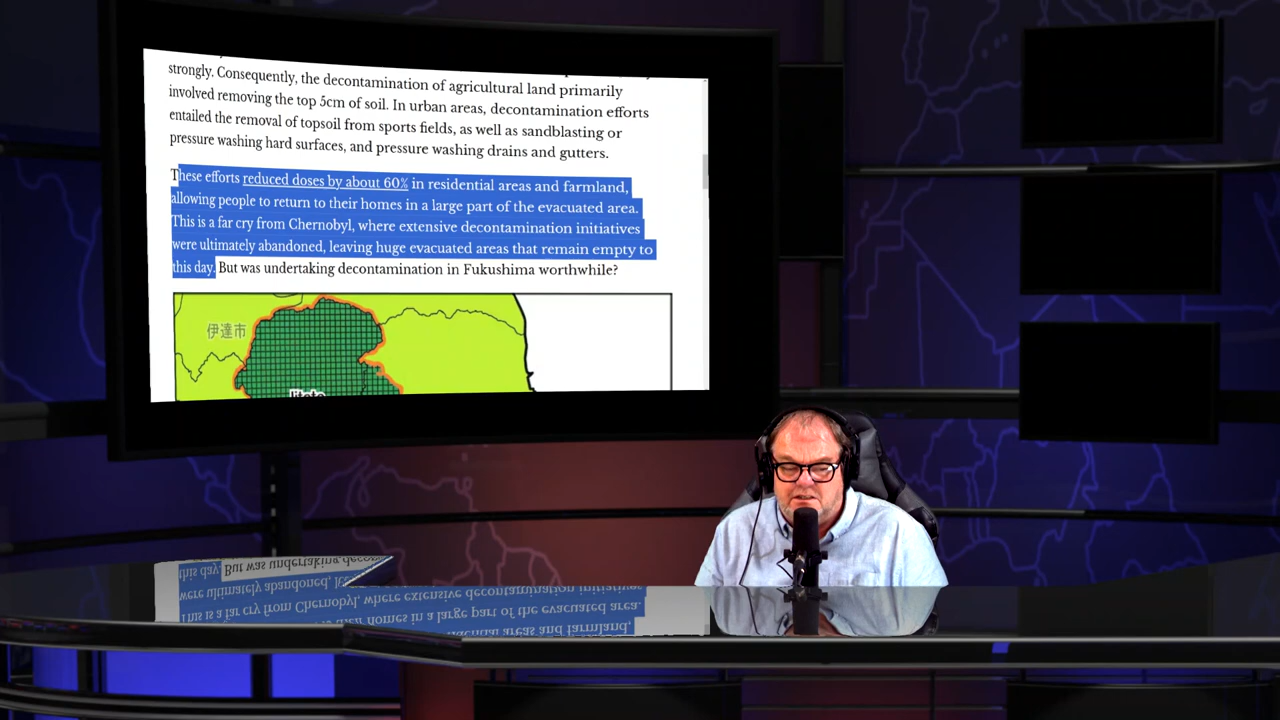 strongly. Consequently, the decontamination of agricultural land primarily
involved removing the top 5cm of soil. In urban areas, decontamination efforts
entailed the removal of topsoil from sports fields, as well as sandblasting or
pressure washing hard surfaces, and pressure washing drains and gutters.
These efforts reduced doses by about 60% in residential areas and farmland,
allowing people to return to their homes in a large part of the evacuated area.
This is a far cry from Chernobyl, where extensive decontamination initiatives
were ultimately abandoned, leaving huge evacuated areas that remain empty to
this day. But was undertaking decontamination in Fukushima worthwhile?
伊達市